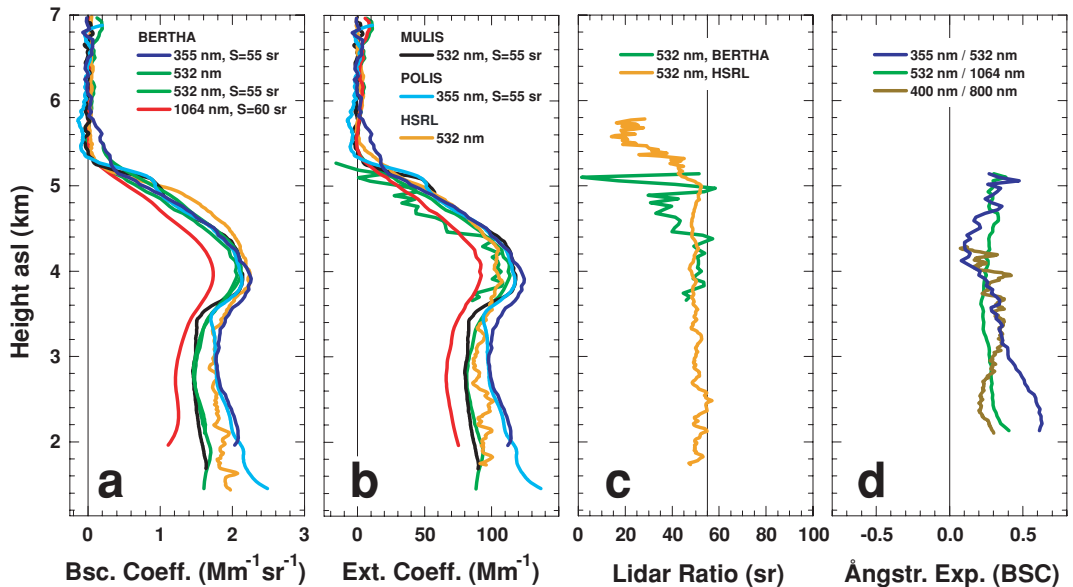 BERTHA
355 nm, S=55 sr
532 nm
532 nm, S=55 sr
1064 nm, S=60 sr
MULIS
532 nm, S=55 sr
POLIS
355 nm, S=55 sr
HSRL
532 nm
532 nm, BERTHA
532 nm, HSRL
355 nm / 532 nm
532 nm / 1064 nm
400 nm / 800 nm
7
6
5
4
3
2
Height asl (km)
a
b
c
d
0 1 2 3
0 50 100
0 20 40 60 80 100
-0.5 0.0 0.5 1.0
Bsc. Coeff. (Mm⁻¹sr⁻¹)
Ext. Coeff. (Mm⁻¹)
Lidar Ratio (sr)
Ångstr. Exp. (BSC)